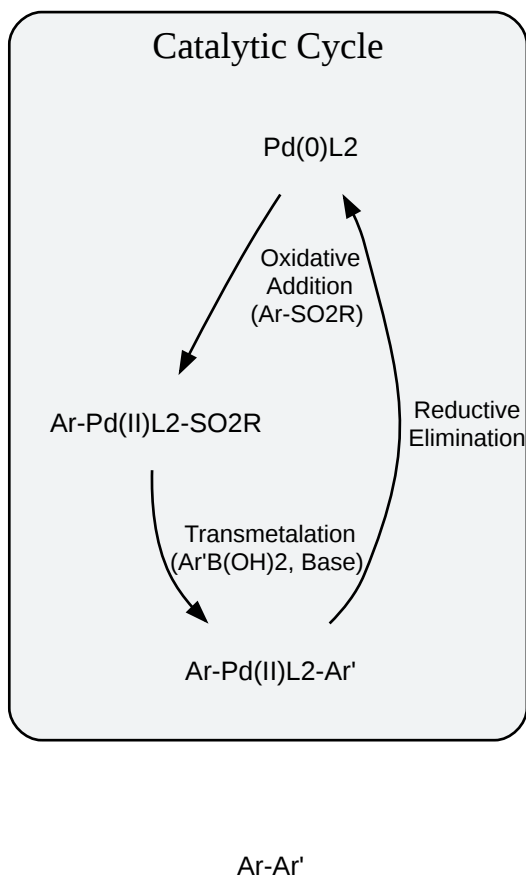 Catalytic Cycle
Pd(0)L2
Oxidative
Addition
(Ar-SO2R)
Ar-Pd(II)L2-SO2R
Reductive
Elimination
Transmetalation
(Ar'B(OH)2, Base)
Ar-Pd(II)L2-Ar'
Ar-Ar'